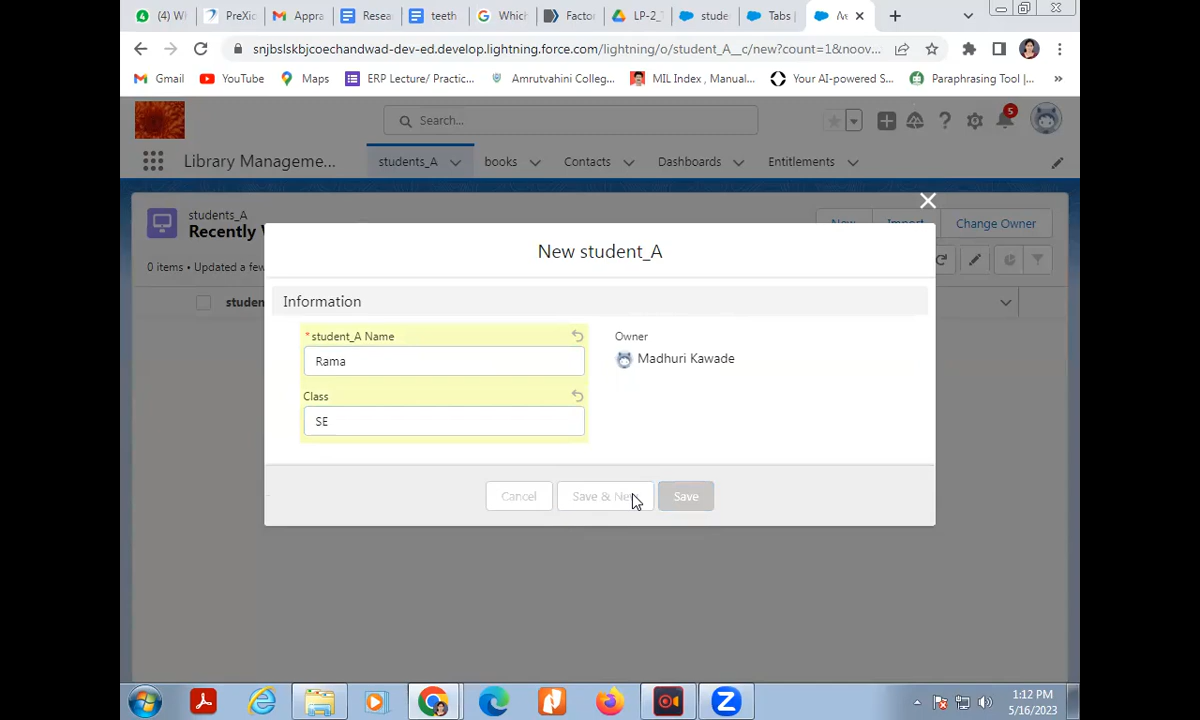 (4) W
PreXi
Appra
Resea
teeth
Which
Facto
LP-2_
stude
Tabs
snjbslskbjcoechandwad-dev-ed.develop.lightning.force.com/lightning/o/student_A__c/new?count=1&noov...
Gmail
YouTube
Maps
ERP Lecture/ Practic...
Amrutvahini Colleg...
MIL Index , Manual...
Your AI-powered S...
Paraphrasing Tool |...
Search...
5
Library Manageme...
students_A
books
Contacts
Dashboards
Entitlements
students_A
Recently
New
Import
Change Owner
0 items • Updated a few
studen
New student_A
Information
*student_A Name
Rama
Owner
Madhuri Kawade
Class
SE
Cancel
Save & New
Save
1:12 PM
5/16/2023